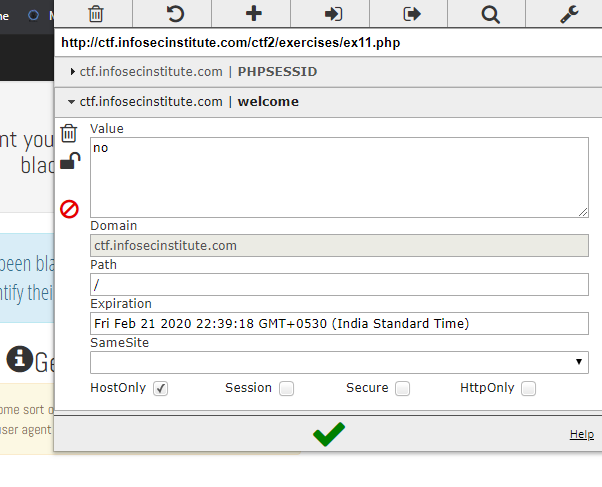 http://ctf.infosecinstitute.com/ctf2/exercises/ex11.php
ctf.infosecinstitute.com | PHPSESSID
ctf.infosecinstitute.com | welcome
Value
no
Domain
ctf.infosecinstitute.com
Path
/
Expiration
Fri Feb 21 2020 22:39:18 GMT+0530 (India Standard Time)
SameSite
HostOnly Session Secure HttpOnly
Help
nt you
blac
been bla
ntify thei
Ge
ome sort o
user agent